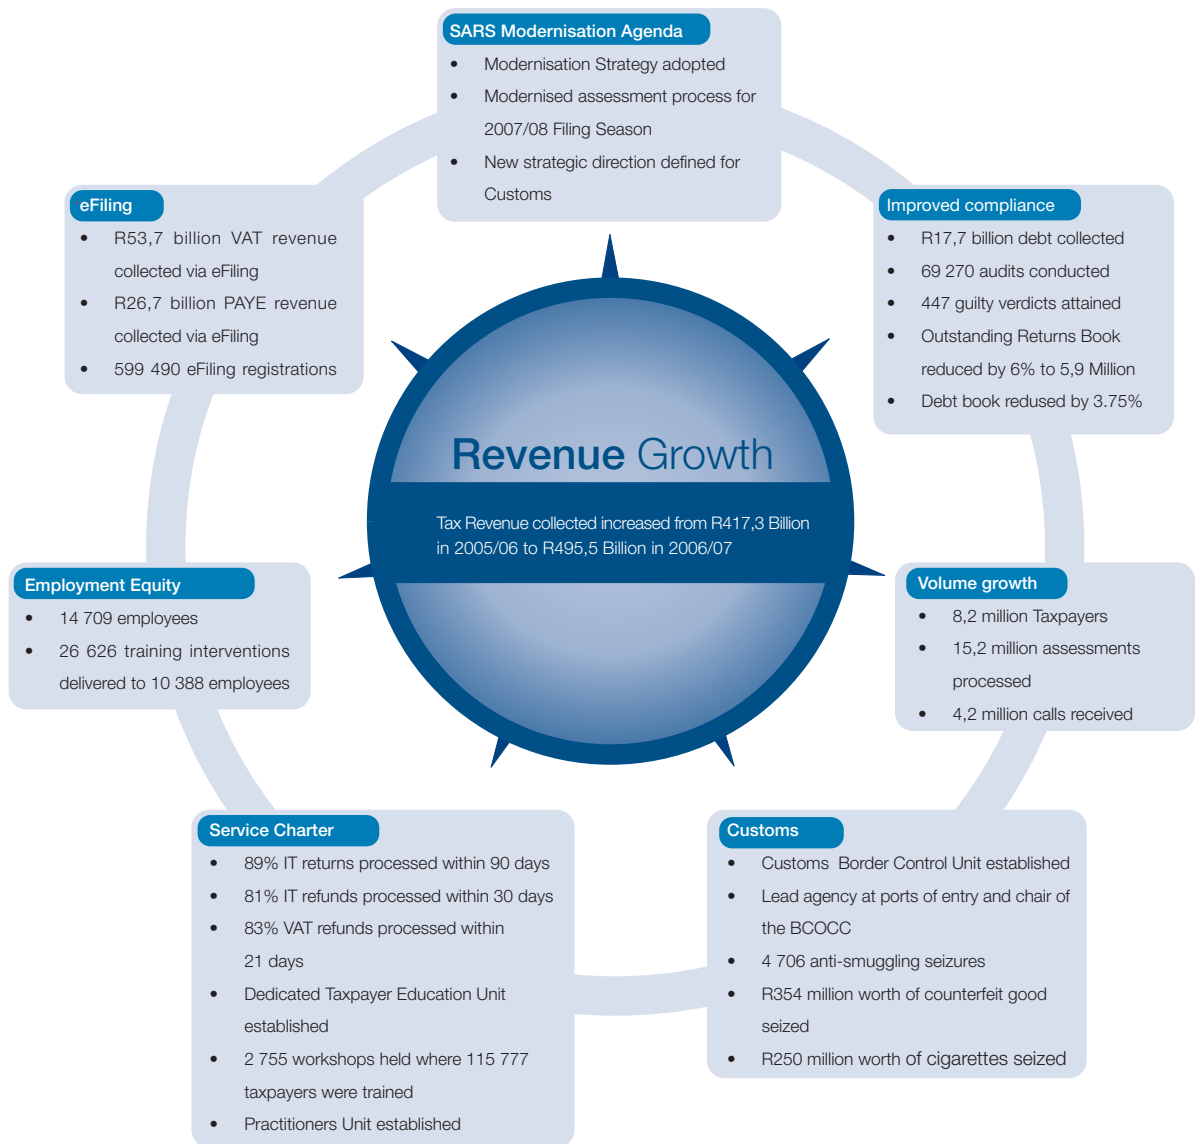 SARS Modernisation Agenda
• Modernisation Strategy adopted
• Modernised assessment process for
2007/08 Filing Season
• New strategic direction defined for
Customs
eFiling
• R53,7 billion VAT revenue
collected via eFiling
• R26,7 billion PAYE revenue
collected via eFiling
• 599 490 eFiling registrations
Improved compliance
• R17,7 billion debt collected
• 69 270 audits conducted
• 447 guilty verdicts attained
• Outstanding Returns Book
reduced by 6% to 5,9 Million
• Debt book redused by 3.75%
Revenue Growth
Tax Revenue collected increased from R417,3 Billion
in 2005/06 to R495,5 Billion in 2006/07
Employment Equity
• 14 709 employees
• 26 626 training interventions
delivered to 10 388 employees
Volume growth
• 8,2 million Taxpayers
• 15,2 million assessments
processed
• 4,2 million calls received
Service Charter
• 89% IT returns processed within 90 days
• 81% IT refunds processed within 30 days
• 83% VAT refunds processed within
21 days
• Dedicated Taxpayer Education Unit
established
• 2 755 workshops held where 115 777
taxpayers were trained
• Practitioners Unit established
Customs
• Customs Border Control Unit established
• Lead agency at ports of entry and chair of
the BCOCC
• 4 706 anti-smuggling seizures
• R354 million worth of counterfeit good
seized
• R250 million worth of cigarettes seized